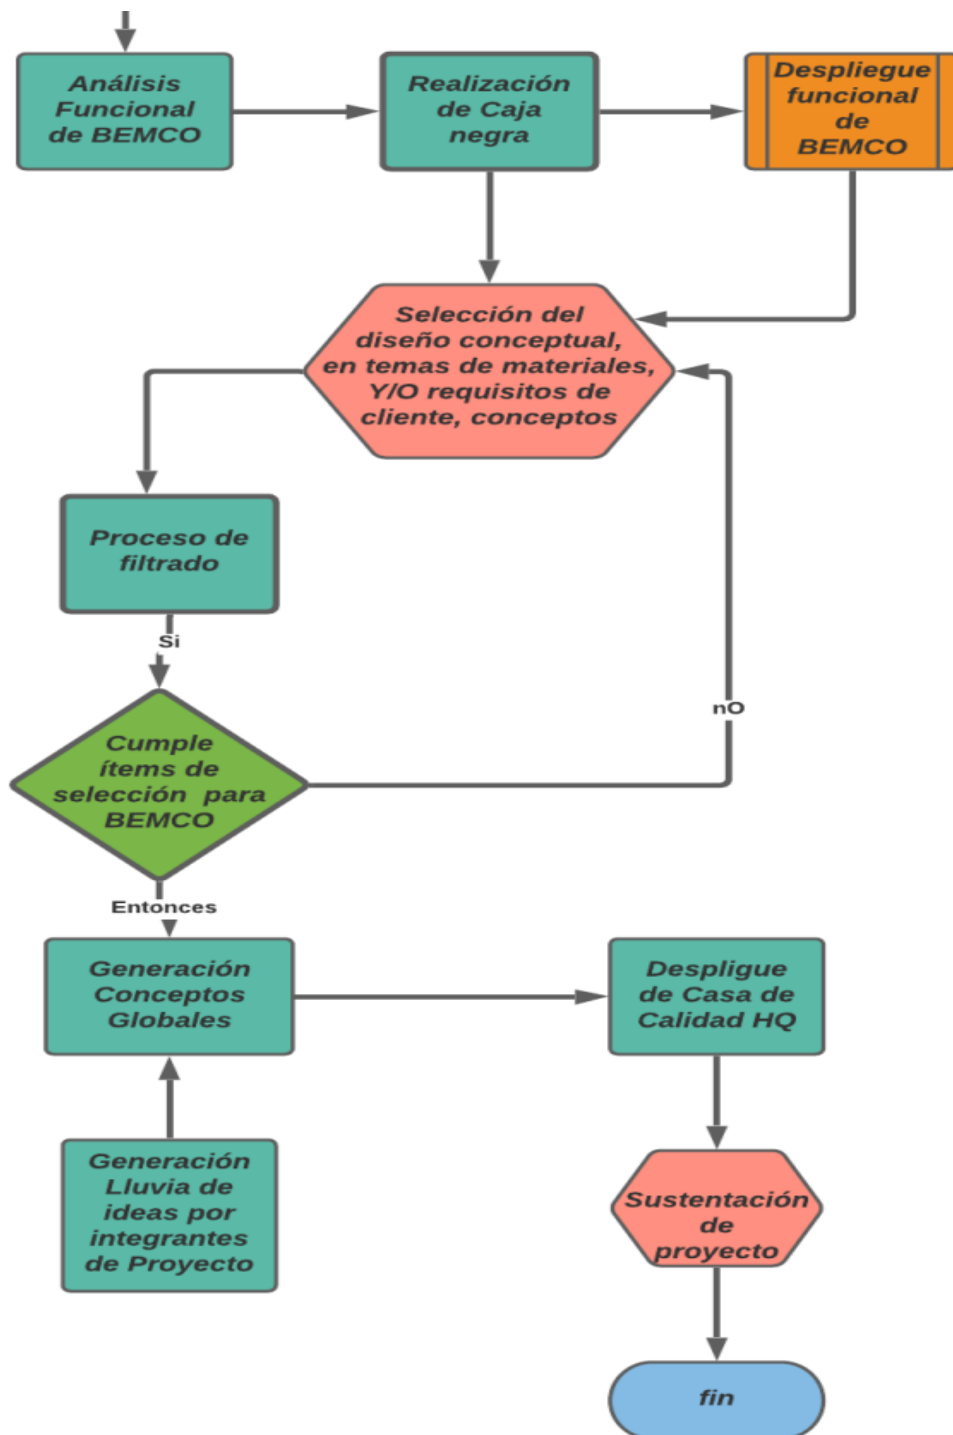 Análisis
Funcional
de BEMCO
Realización
de Caja
negra
Despliegue
funcional
de
BEMCO
Selección del
diseño conceptual,
en temas de materiales,
Y/O requisitos de
cliente, conceptos
Proceso de
filtrado
Si
nO
Cumple
ítems de
selección para
BEMCO
Entonces
Generación
Conceptos
Globales
Despligue
de Casa de
Calidad HQ
Generación
Lluvia de
ideas por
integrantes
de Proyecto
Sustentación
de
proyecto
fin